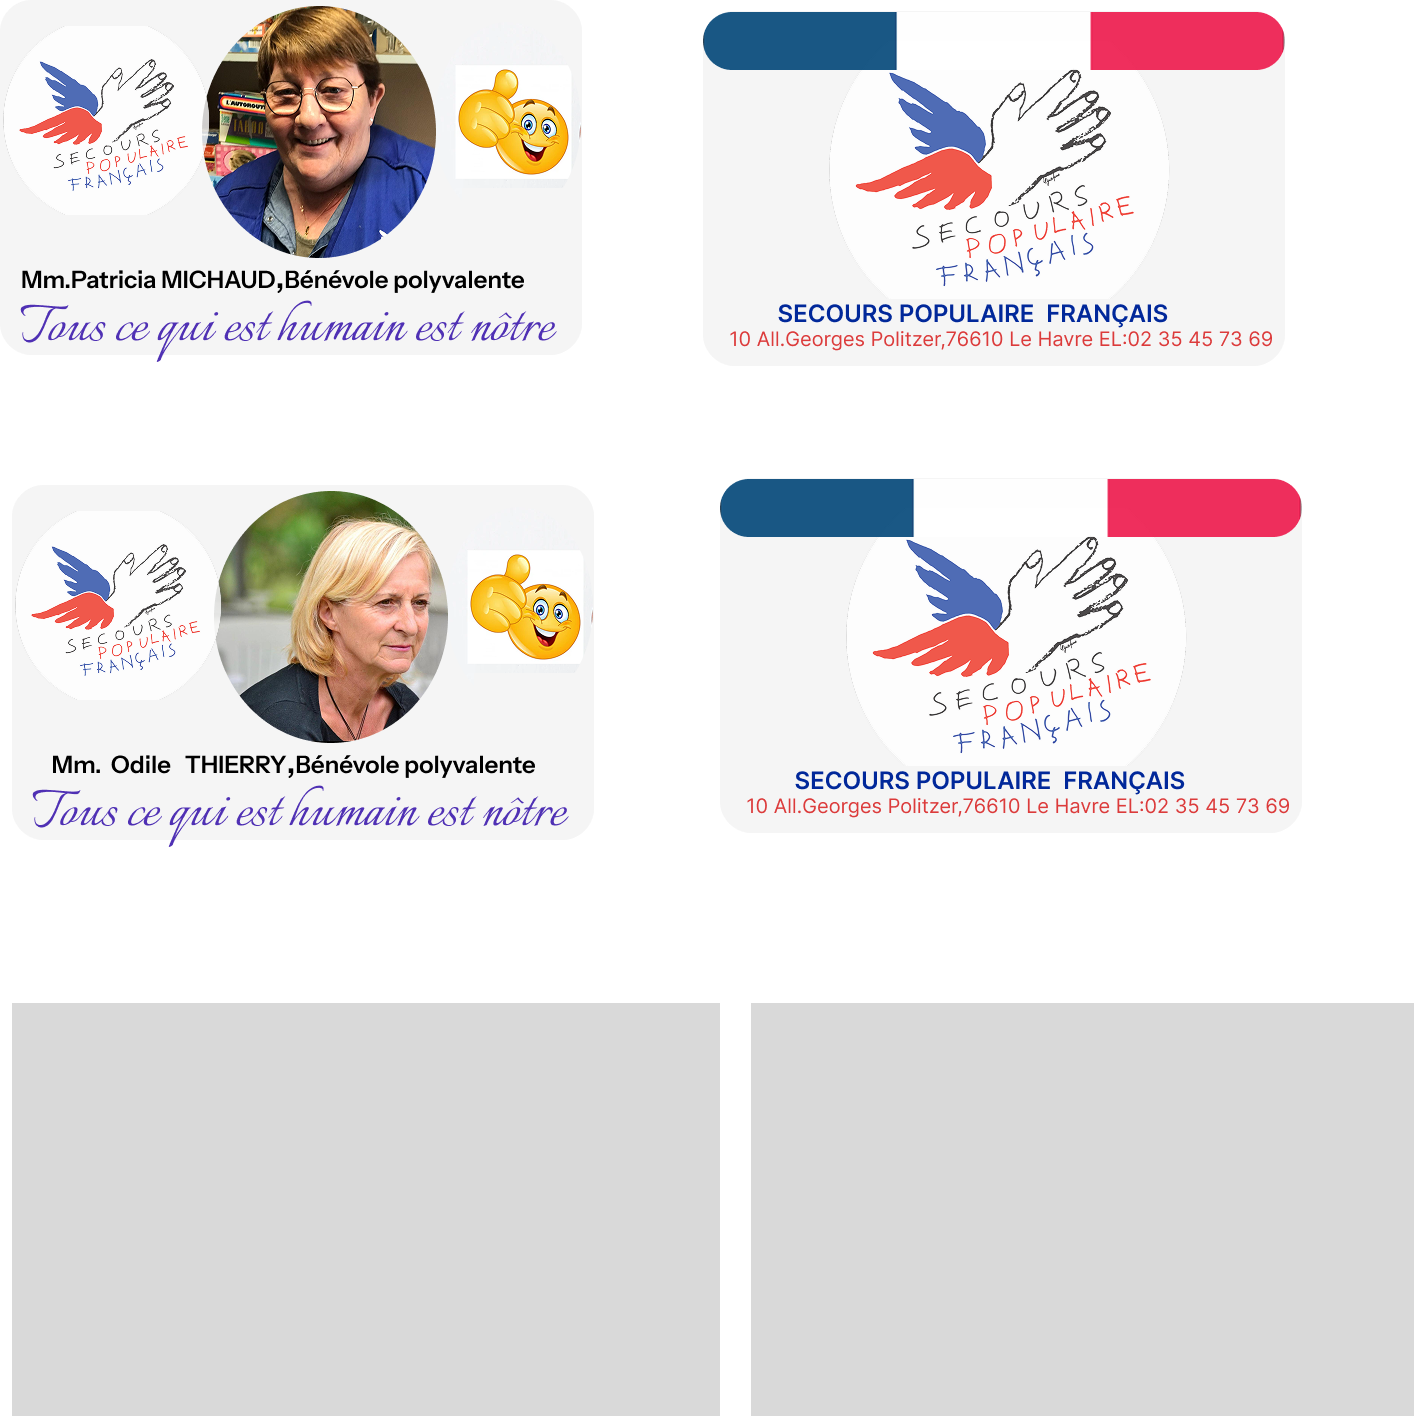 SECOURS
POPULAIRE
FRANÇAIS
L'AUTOROUTE
Mm.Patricia MICHAUD,Bénévole polyvalente
Tous ce qui est humain est nôtre
SECOURS
POPULAIRE
FRANÇAIS
SECOURS POPULAIRE FRANÇAIS
10 All.Georges Politzer,76610 Le Havre EL:02 35 45 73 69
SECOURS
POPULAIRE
FRANÇAIS
Mm. Odile THIERRY,Bénévole polyvalente
Tous ce qui est humain est nôtre
SECOURS
POPULAIRE
FRANÇAIS
SECOURS POPULAIRE FRANÇAIS
10 All.Georges Politzer,76610 Le Havre EL:02 35 45 73 69